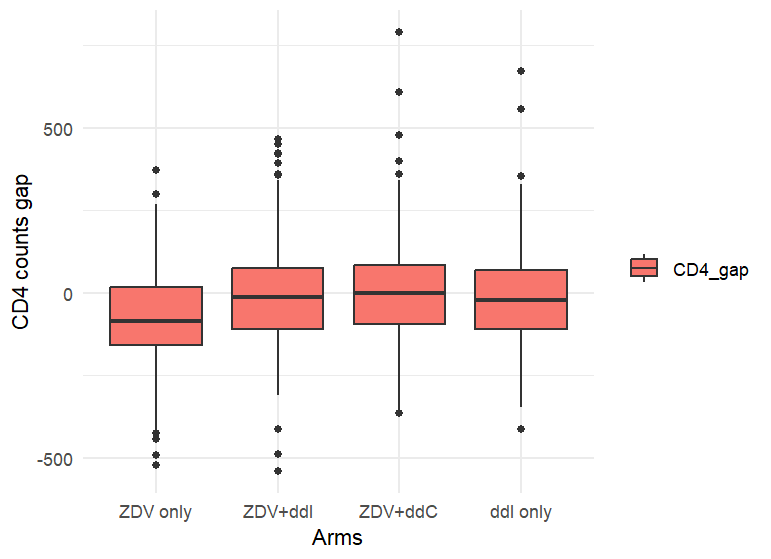 CD4 counts gap
500
0
-500
ZDV only
ZDV+ddI
ZDV+ddC
ddI only
Arms
CD4_gap